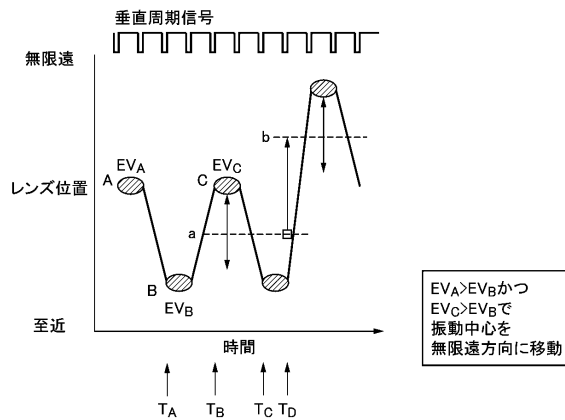 垂直周期信号
無限遠
EVA
EVC
A
C
b
レンズ位置
a
B
EVB
至近
時間
TA
TB
TC
TD
EVA>EVBかつ
EVC>EVBで
振動中心を
無限遠方向に移動